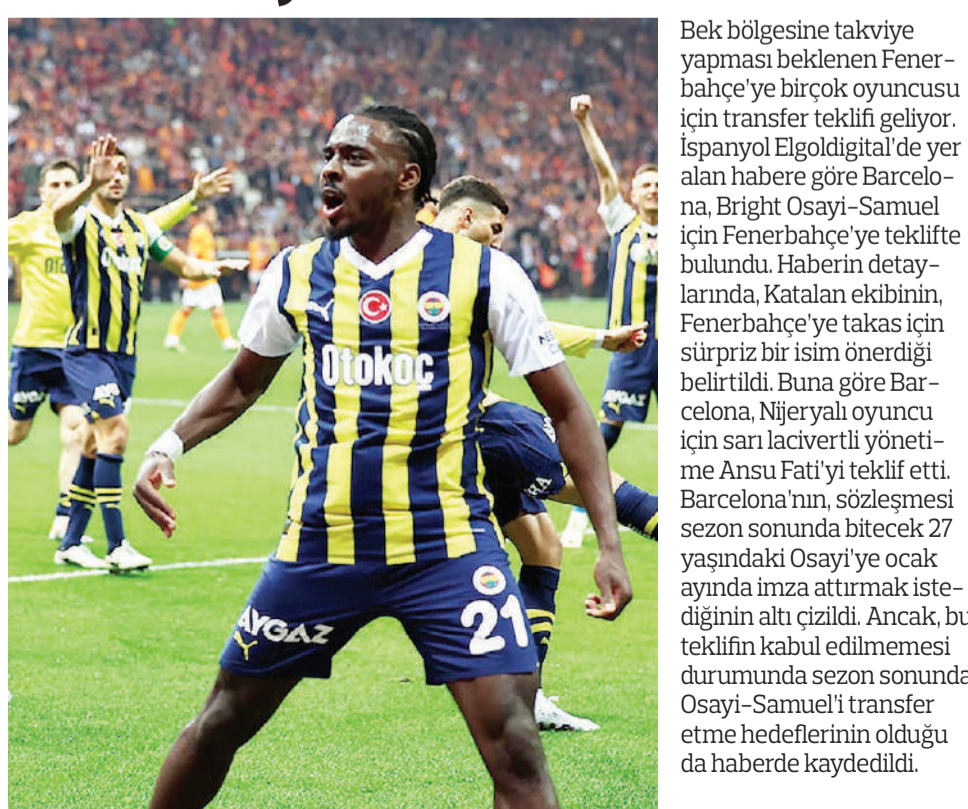 Otokoç
AYGAZ
21
AYGAZ
Bek bölgesine takviye
yapması beklenen Fener-
bahçe'ye birçok oyuncusu
için transfer teklifi geliyor.
İspanyol Elgoldigital'de yer
alan habere göre Barcelo-
na, Bright Osayi-Samuel
için Fenerbahçe'ye teklifte
bulundu. Haberin detay-
larında, Katalan ekibinin,
Fenerbahçe'ye takas için
sürpriz bir isim önerdiği
belirtildi. Buna göre Bar-
celona, Nijeryalı oyuncu
için sarı lacivertli yöneti-
me Ansu Fati'yi teklif etti.
Barcelona'nın, sözleşmesi
sezon sonunda bitecek 27
yaşındaki Osayi'ye ocak
ayında imza attırmak iste-
diğinin altı çizildi. Ancak, bu
teklifin kabul edilmemesi
durumunda sezon sonunda
Osayi-Samuel'i transfer
etme hedeflerinin olduğu
da haberde kaydedildi.